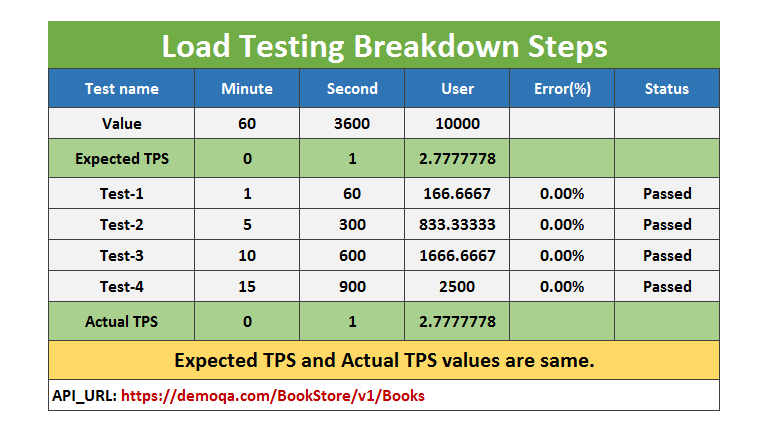 Load Testing Breakdown Steps
Test name Minute Second User Error(%) Status
Value 60 3600 10000
Expected TPS 0 1 2.7777778
Test-1 1 60 166.6667 0.00% Passed
Test-2 5 300 833.33333 0.00% Passed
Test-3 10 600 1666.6667 0.00% Passed
Test-4 15 900 2500 0.00% Passed
Actual TPS 0 1 2.7777778
Expected TPS and Actual TPS values are same.
API_URL: https://demoqa.com/BookStore/v1/Books